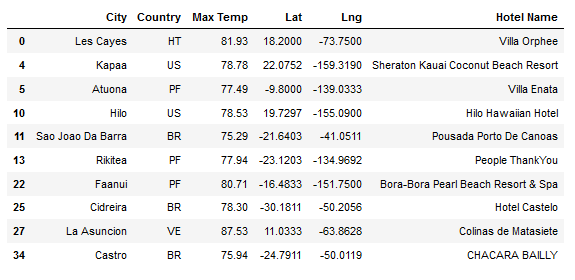 City Country Max Temp Lat Lng Hotel Name
0 Les Cayes HT 81.93 18.2000 -73.7500 Villa Orphee
4 Kapaa US 78.78 22.0752 -159.3190 Sheraton Kauai Coconut Beach Resort
5 Atuona PF 77.49 -9.8000 -139.0333 Villa Enata
10 Hilo US 78.53 19.7297 -155.0900 Hilo Hawaiian Hotel
11 Sao Joao Da Barra BR 75.29 -21.6403 -41.0511 Pousada Porto De Canoas
13 Rikitea PF 77.94 -23.1203 -134.9692 People ThankYou
22 Faanui PF 80.71 -16.4833 -151.7500 Bora-Bora Pearl Beach Resort & Spa
25 Cidreira BR 78.30 -30.1811 -50.2056 Hotel Castelo
27 La Asuncion VE 87.53 11.0333 -63.8628 Colinas de Matasiete
34 Castro BR 75.94 -24.7911 -50.0119 CHACARA BAILLY